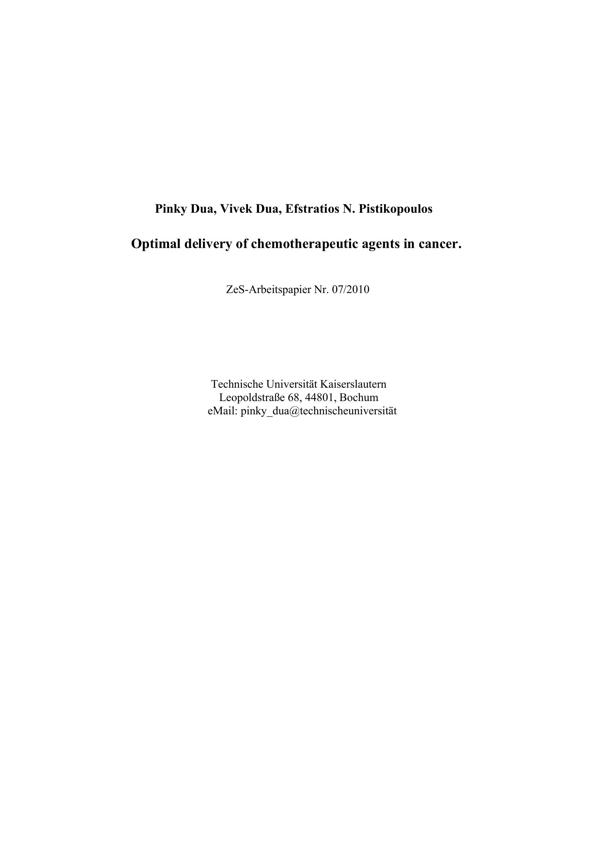 Pinky Dua, Vivek Dua, Efstratios N. Pistikopoulos
Optimal delivery of chemotherapeutic agents in cancer.
ZeS-Arbeitspapier Nr. 07/2010
Technische Universität Kaiserslautern
Leopoldstraße 68, 44801, Bochum
eMail: pinky_dua@technischeuniversität